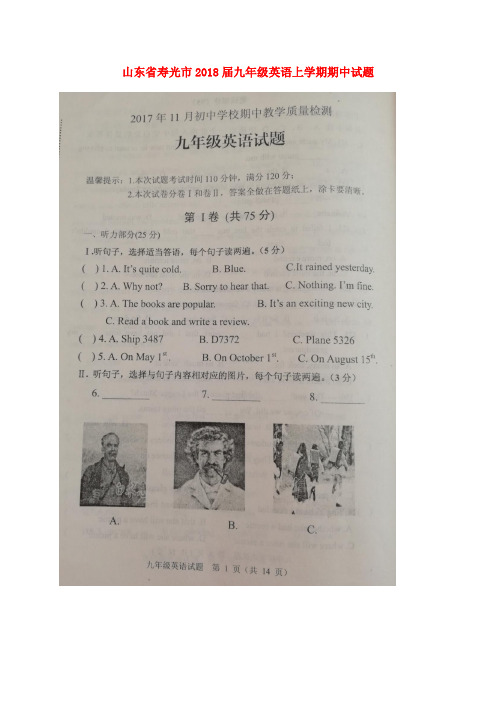 山东省寿光市2018届九年级英语上学期期中试题
2017年11月初中学校期中教学质量检测
九年级英语试题
温馨提示：1.本次试题考试时间110分钟，满分120分；
2.本次试卷分卷Ⅰ和卷Ⅱ，答案全做在答题纸上，涂卡要清晰。
第 Ⅰ卷 (共75分)
一、听力部分(25分)
Ⅰ.听句子，选择适当答语，每个句子读两遍。（5分）
( ) 1. A. It's quite cold. B. Blue. C.It rained yesterday.
( ) 2. A. Why not? B. Sorry to hear that. C. Nothing. I'm fine.
( ) 3. A. The books are popular. B. It's an exciting new city.
C. Read a book and write a review.
( ) 4. A. Ship 3487 B. D7372 C. Plane 5326
( ) 5. A. On May 1st. B. On October 1st. C. On August 15th.
Ⅱ. 听句子，选择与句子内容相对应的图片，每个句子读两遍。（3分）
6. ________ 7. ________ 8. ________
A. B. C.
九年级英语试题 第 1 页（共 14 页）